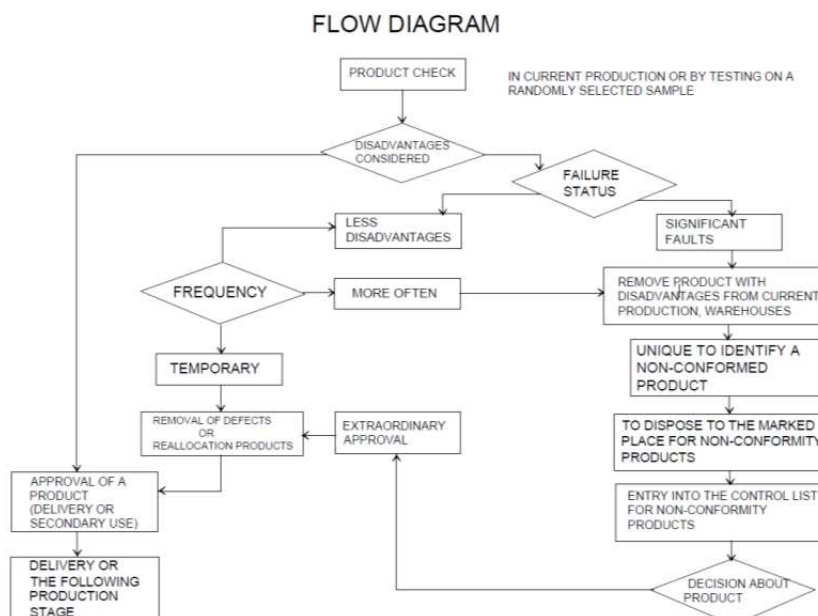 FLOW DIAGRAM
PRODUCT CHECK
IN CURRENT PRODUCTION OR BY TESTING ON A
RANDOMLY SELECTED SAMPLE
DISADVANTAGES
CONSIDERED
FAILURE
STATUS
LESS
DISADVANTAGES
SIGNIFICANT
FAULTS
FREQUENCY
MORE OFTEN
REMOVE PRODUCT WITH
DISADVANTAGES FROM CURRENT
PRODUCTION, WAREHOUSES
TEMPORARY
UNIQUE TO IDENTIFY A
NON-CONFORMED
PRODUCT
REMOVAL OF DEFECTS
OR
REALLOCATION PRODUCTS
EXTRAORDINARY
APPROVAL
TO DISPOSE TO THE MARKED
PLACE FOR NON-CONFORMITY
PRODUCTS
APPROVAL OF A
PRODUCT
(DELIVERY OR
SECONDARY USE)
ENTRY INTO THE CONTROL LIST
FOR NON-CONFORMITY
PRODUCTS
DELIVERY OR
THE FOLLOWING
PRODUCTION
STAGE
DECISION ABOUT
PRODUCT